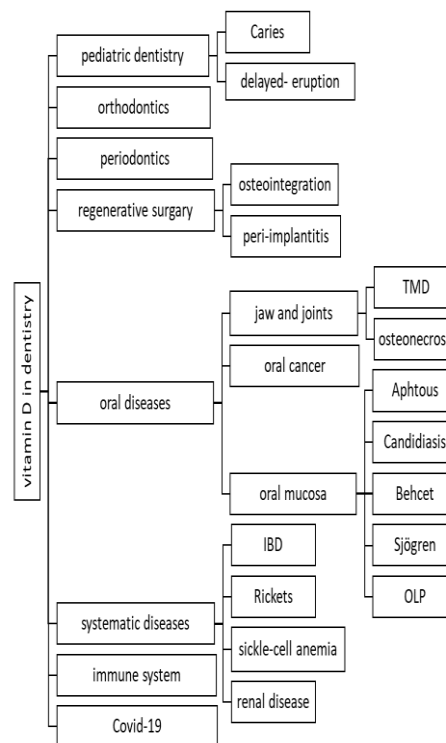 vitamin D in dentistry
pediatric dentistry
Caries
delayed- eruption
orthodontics
periodontics
regenerative surgery
osteointegration
peri-implantitis
oral diseases
jaw and joints
TMD
osteonecros
oral cancer
oral mucosa
Aphtous
Candidiasis
Behcet
Sjögren
OLP
systematic diseases
IBD
Rickets
sickle-cell anemia
renal disease
immune system
Covid-19